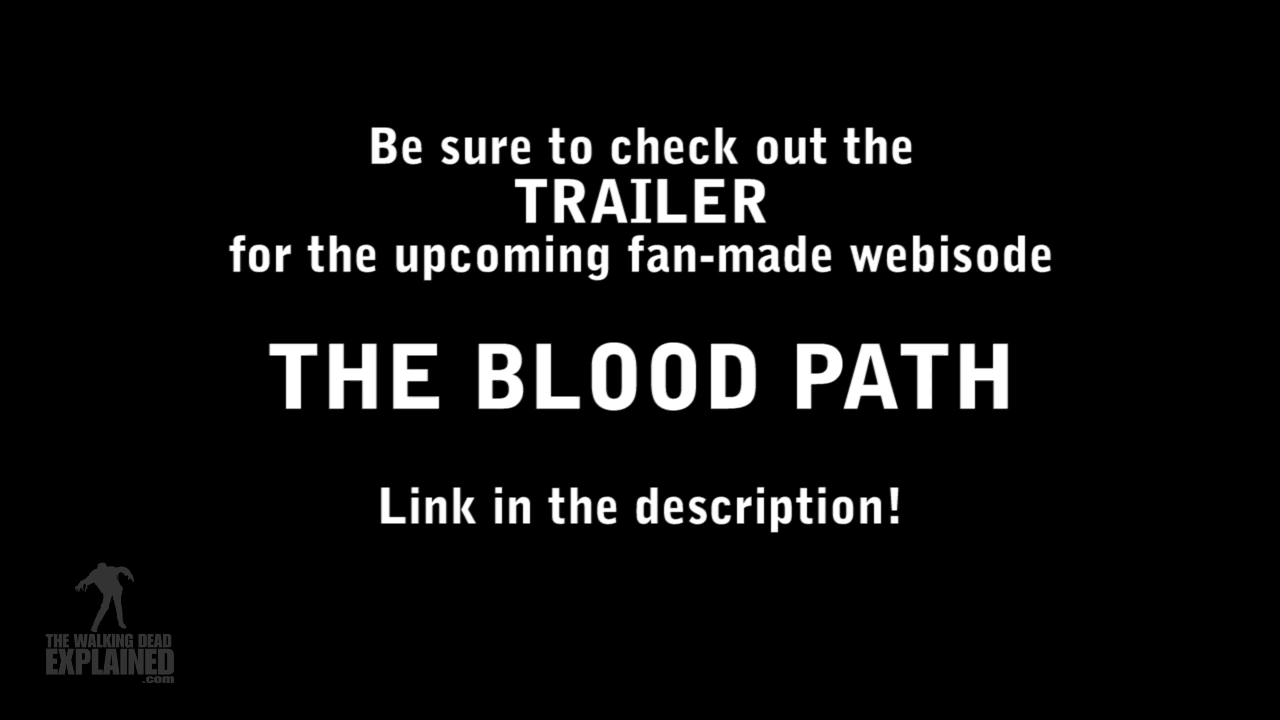 Be sure to check out the
TRAILER
for the upcoming fan-made webisode
THE BLOOD PATH
Link in the description!
THE WALKING DEAD
EXPLAINED
.com